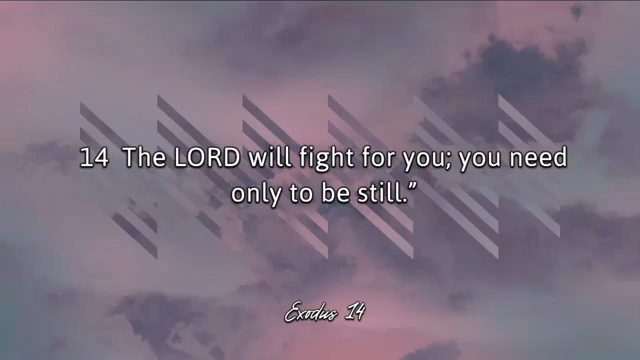 14 The LORD will fight for you; you need
only to be still.”
Exodus 14